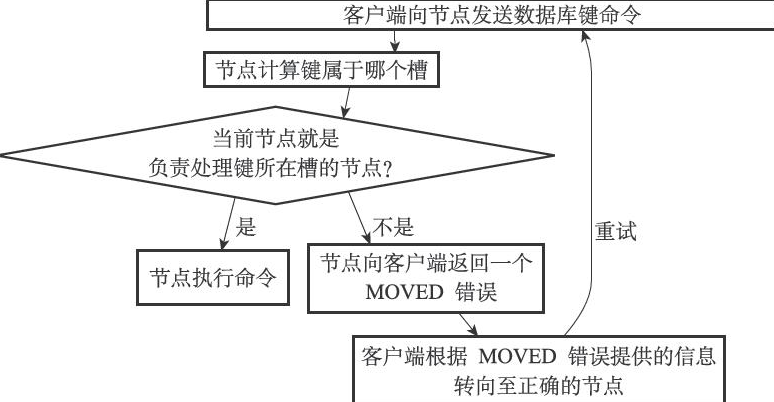 客户端向节点发送数据库键命令
节点计算键属于哪个槽
当前节点就是
负责处理键所在槽的节点?
是
不是
重试
节点执行命令
节点向客户端返回一个
MOVED 错误
客户端根据 MOVED 错误提供的信息
转向至正确的节点